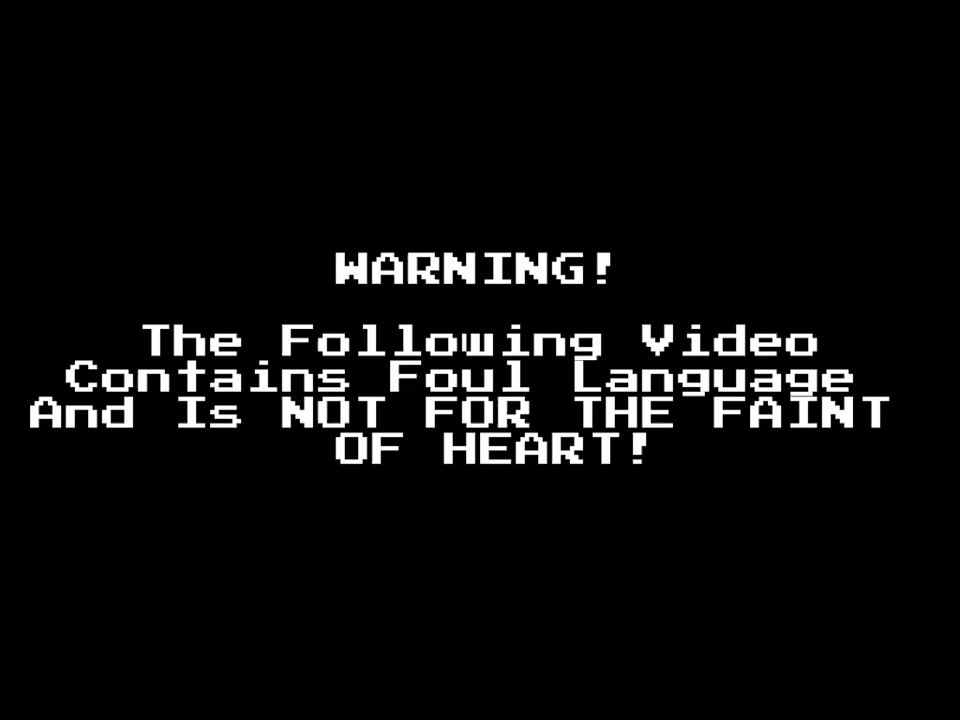 WARNING!
The Following Video
Contains Foul Language
And Is NOT FOR THE FAINT
OF HEART!